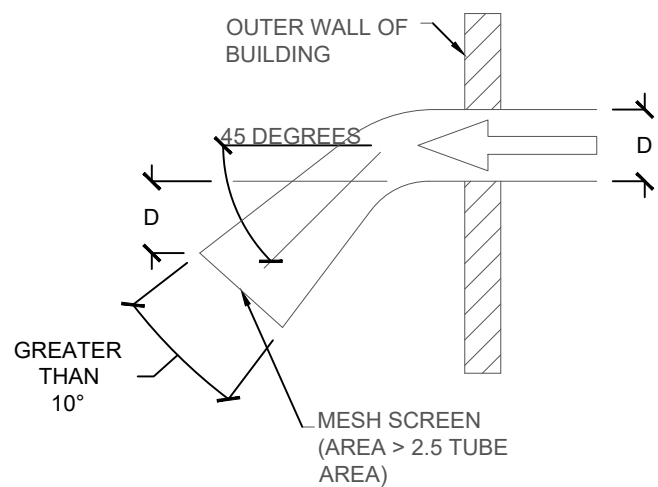 OUTER WALL OF
BUILDING
45 DEGREES
D
D
GREATER
THAN
10°
MESH SCREEN
(AREA > 2.5 TUBE
AREA)